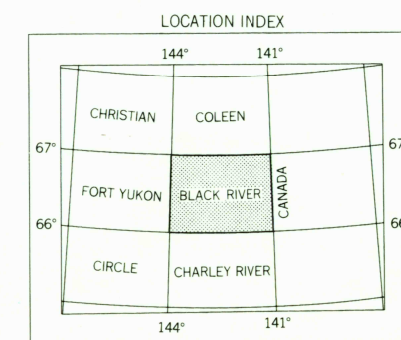 LOCATION INDEX
144° 141°
CHRISTIAN COLEEN
67° 67
FORT YUKON BLACK RIVER CANADA
66° 66
CIRCLE CHARLEY RIVER
144° 141°